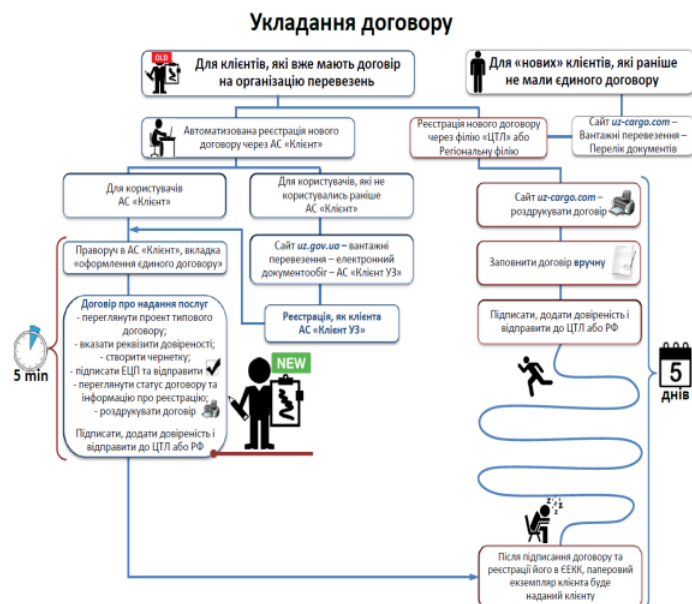 Укладання договору
OLD
Для клієнтів, які вже мають договір
на організацію перевезень
Для «нових» клієнтів, які раніше
не мали єдиного договору
Автоматизована реєстрація нового
договору через АС «Клієнт»
Реєстрація нового договору
через філію «ЦТЛ» або
Регіональну філію
Сайт uz-cargo.com –
Вантажні перевезення –
Перелік документів
Для користувачів
АС «Клієнт»
Для користувачів, які не
користувались раніше
АС «Клієнт»
Сайт uz-cargo.com –
роздрукувати договір
Праворуч в АС «Клієнт», вкладка
«оформлення єдиного договору»
Сайт uz.gov.ua – вантажні
перевезення – електронний
документообіг – АС «Клієнт УЗ»
Заповнити договір вручну
Договір про надання послуг
- переглянути проект типового
договору;
- вказати реквізити довіреності;
- створити чернетку;
- підписати ЕЦП та відправити
- переглянути статус договору та
інформацію про реєстрацію;
- роздрукувати договір
Підписати, додати довіреність і
відправити до ЦТЛ або РФ
Реєстрація, як клієнта
АС «Клієнт УЗ»
Підписати, додати довіреність і
відправити до ЦТЛ або РФ
5 min
NEW
5
днів
Після підписання договору та
реєстрації його в ЄЕКК, паперовий
екземпляр клієнта буде
наданий клієнту